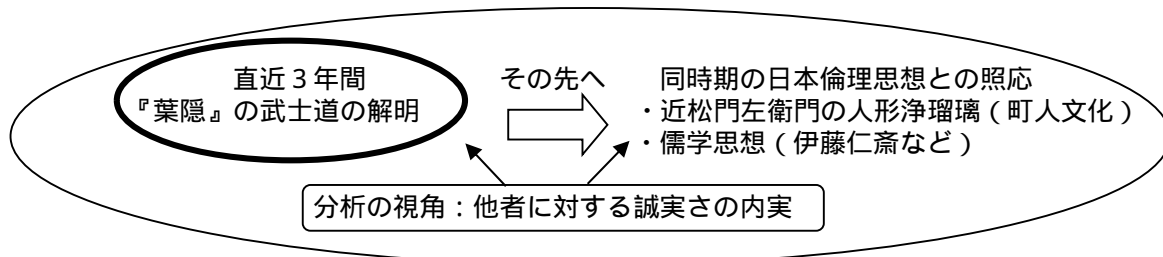 直近３年間
『葉隠』の武士道の解明
その先へ
同時期の日本倫理思想との照応
・近松門左衛門の人形浄瑠璃（町人文化）
・儒学思想（伊藤仁斎など）
分析の視角：他者に対する誠実さの内実